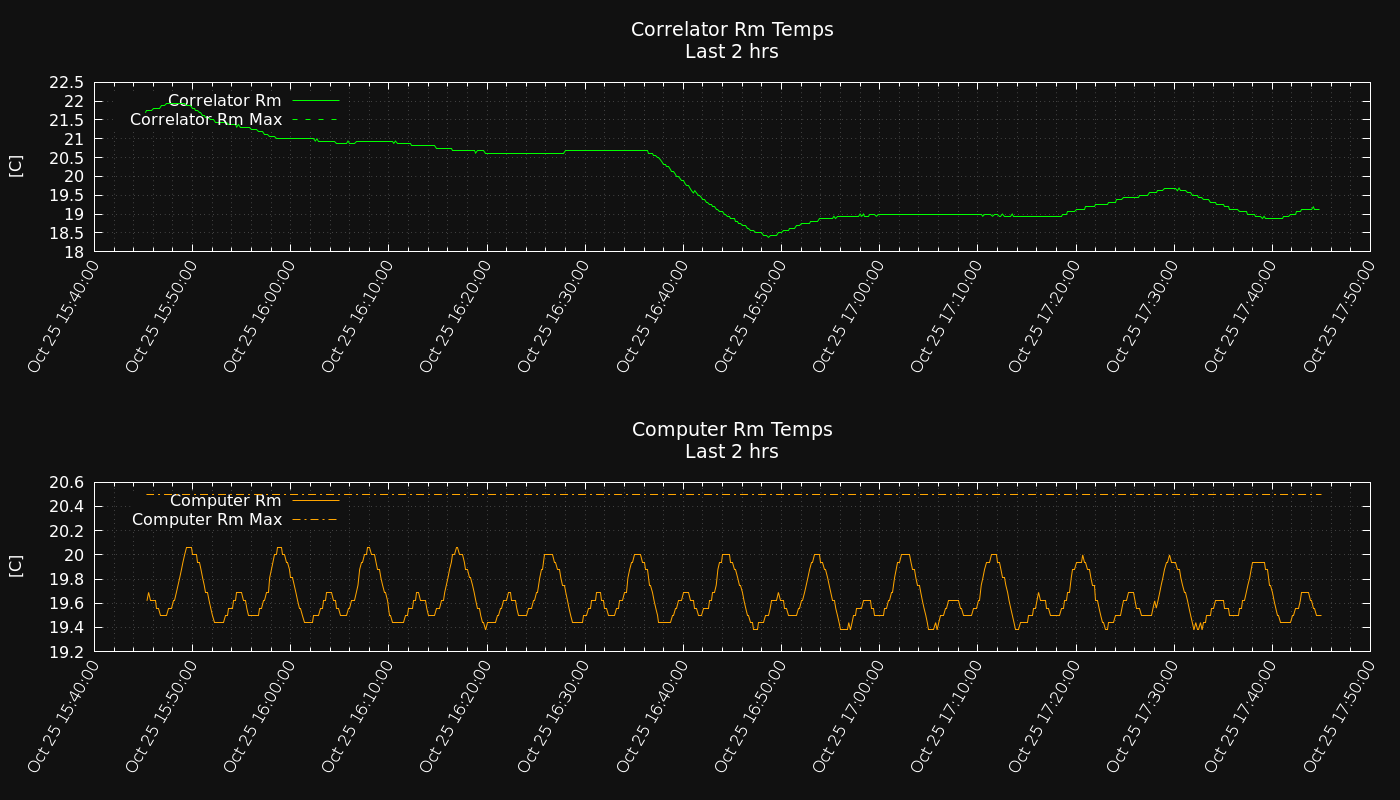 Correlator Rm Temps
Last 2 hrs
22.5
22
21.5
21
20.5
20
19.5
19
18.5
18
[C]
Correlator Rm
Correlator Rm Max
Oct 25 15:40:00
Oct 25 15:50:00
Oct 25 16:00:00
Oct 25 16:10:00
Oct 25 16:20:00
Oct 25 16:30:00
Oct 25 16:40:00
Oct 25 16:50:00
Oct 25 17:00:00
Oct 25 17:10:00
Oct 25 17:20:00
Oct 25 17:30:00
Oct 25 17:40:00
Oct 25 17:50:00
Computer Rm Temps
Last 2 hrs
20.6
20.4
20.2
20
19.8
19.6
19.4
19.2
[C]
Computer Rm
Computer Rm Max
Oct 25 15:40:00
Oct 25 15:50:00
Oct 25 16:00:00
Oct 25 16:10:00
Oct 25 16:20:00
Oct 25 16:30:00
Oct 25 16:40:00
Oct 25 16:50:00
Oct 25 17:00:00
Oct 25 17:10:00
Oct 25 17:20:00
Oct 25 17:30:00
Oct 25 17:40:00
Oct 25 17:50:00